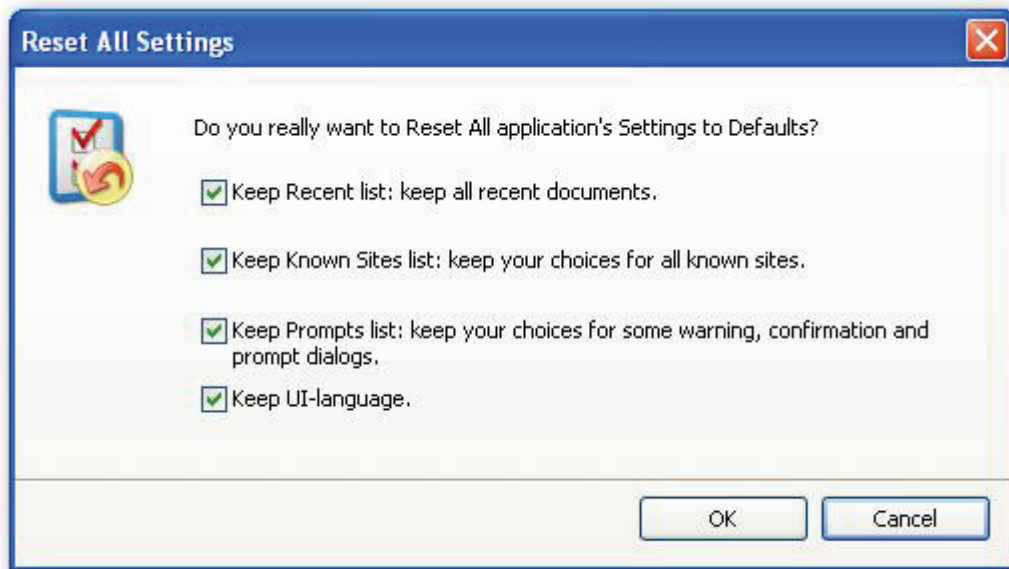 Reset All Settings
Do you really want to Reset All application's Settings to Defaults?
Keep Recent list: keep all recent documents.
Keep Known Sites list: keep your choices for all known sites.
Keep Prompts list: keep your choices for some warning, confirmation and
prompt dialogs.
Keep UI-language.
OK Cancel